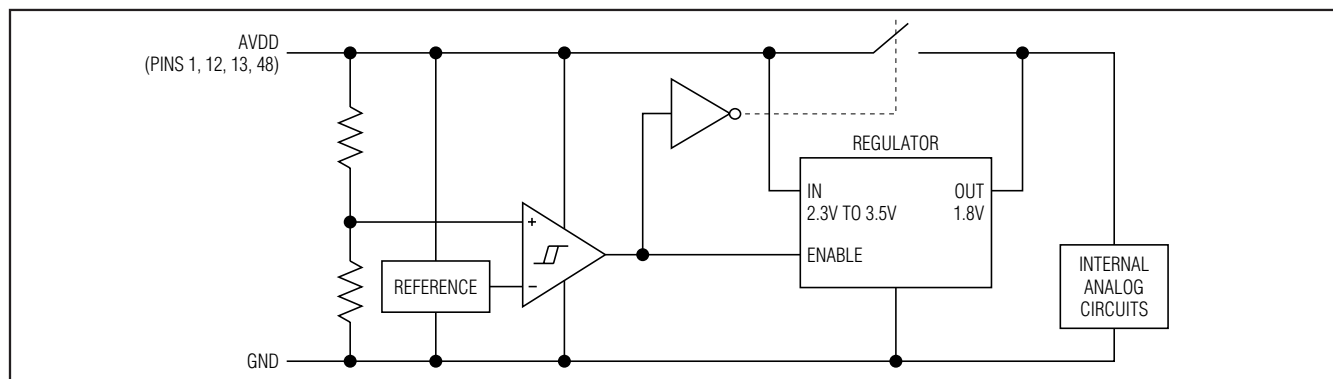 AVDD
(PINS 1, 12, 13, 48)
REGULATOR
IN
2.3V TO 3.5V
OUT
1.8V
+
ENABLE
REFERENCE
−
INTERNAL
ANALOG
CIRCUITS
GND